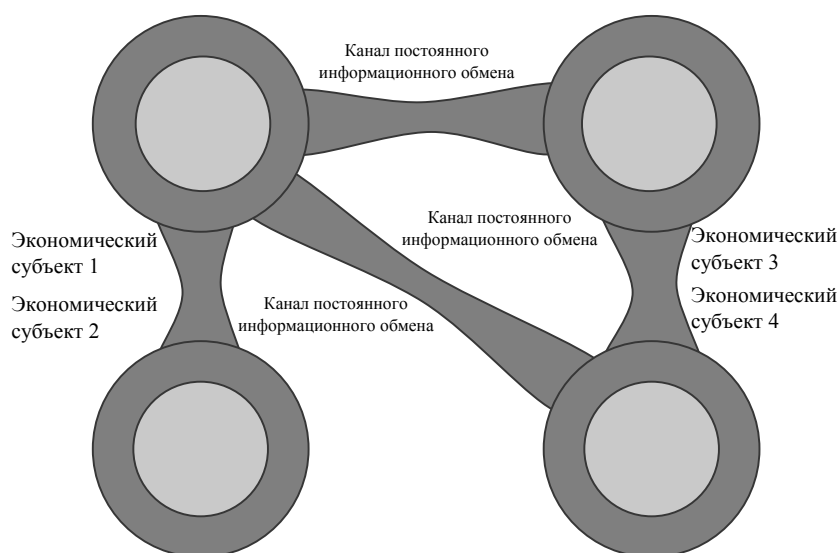 Канал постоянного
информационного обмена
Канал постоянного
информационного обмена
Экономический
субъект 1
Экономический
субъект 3
Экономический
субъект 2
Канал постоянного
информационного обмена
Экономический
субъект 4